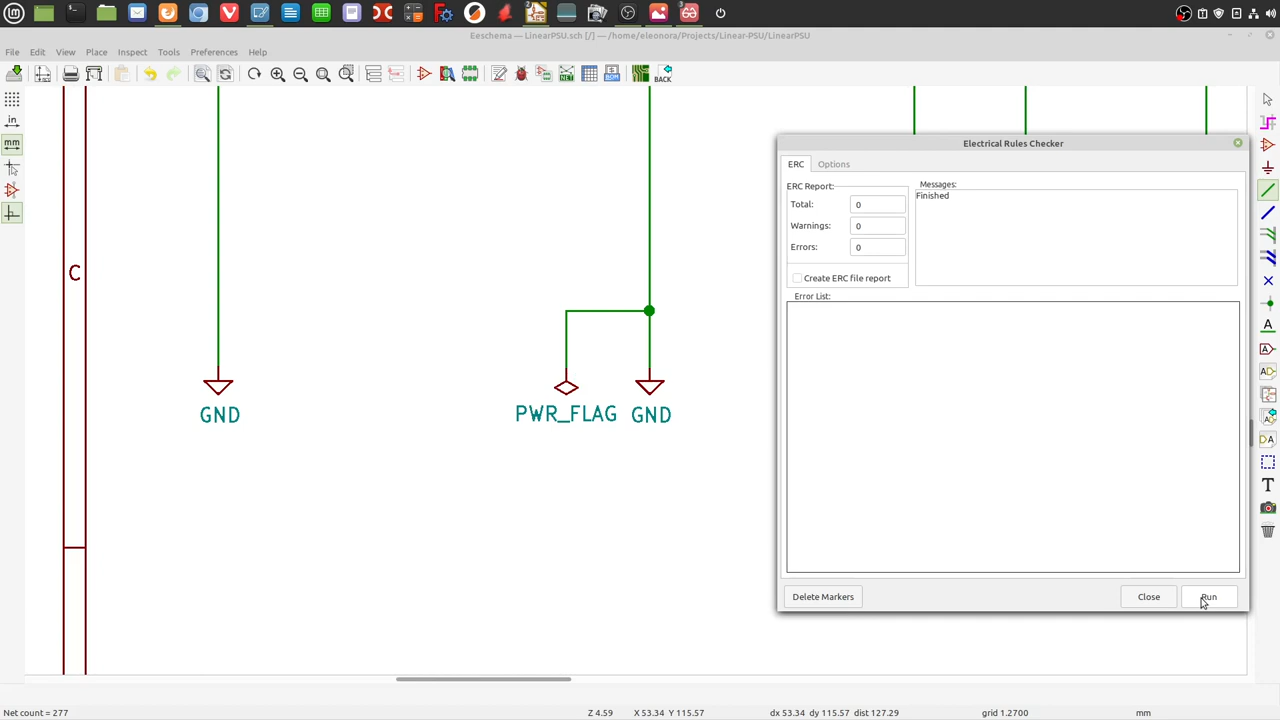 Eeschema — LinearPSU.sch [/] — /home/eleonora/Projects/Linear-PSU/LinearPSU
File Edit View Place Inspect Tools Preferences Help
NET
BOM
BACK
in
mm
C
GND
PWR_FLAG GND
Electrical Rules Checker
ERC Options
ERC Report:
Total: 0
Warnings: 0
Errors: 0
Create ERC file report
Messages:
Finished
Error List:
Delete Markers Close Run
A
A
A
A
DA
T
Net count = 277 Z 4.59 X 53.34 Y 115.57 dx 53.34 dy 115.57 dist 127.29 grid 1.2700 mm